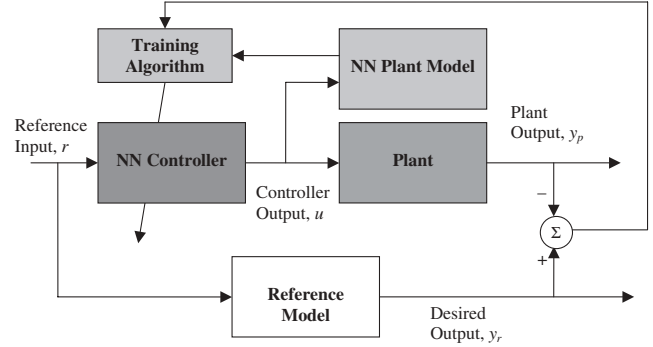 Training
Algorithm
NN Plant Model
Plant
Output, yp
Reference
Input, r
NN Controller
Plant
Controller
Output, u
−
Σ
+
Reference
Model
Desired
Output, yr